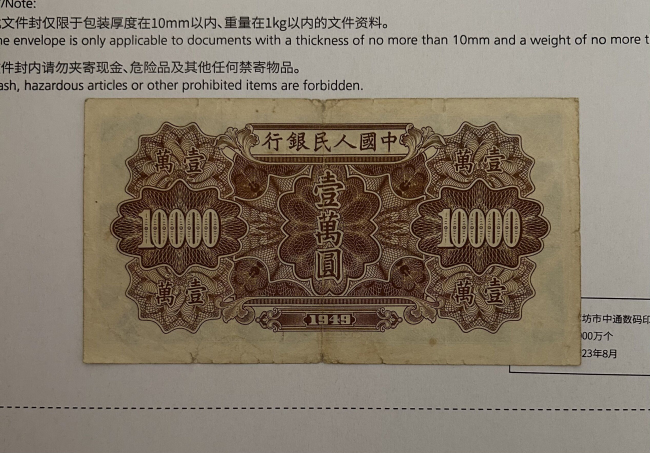 /Note:
文件封仅限于包装厚度在10mm以内、重量在1kg以内的文件资料。
envelope is only applicable to documents with a thickness of no more than 10mm and a weight of no more
件封内请勿夹寄现金、危险品及其他任何禁寄物品。
ash, hazardous articles or other prohibited items are forbidden.
行銀民人國中
萬壹
壹萬圓
萬壹
10000
10000
萬壹
萬壹
1949
坊市中通数码印
00万个
23年8月